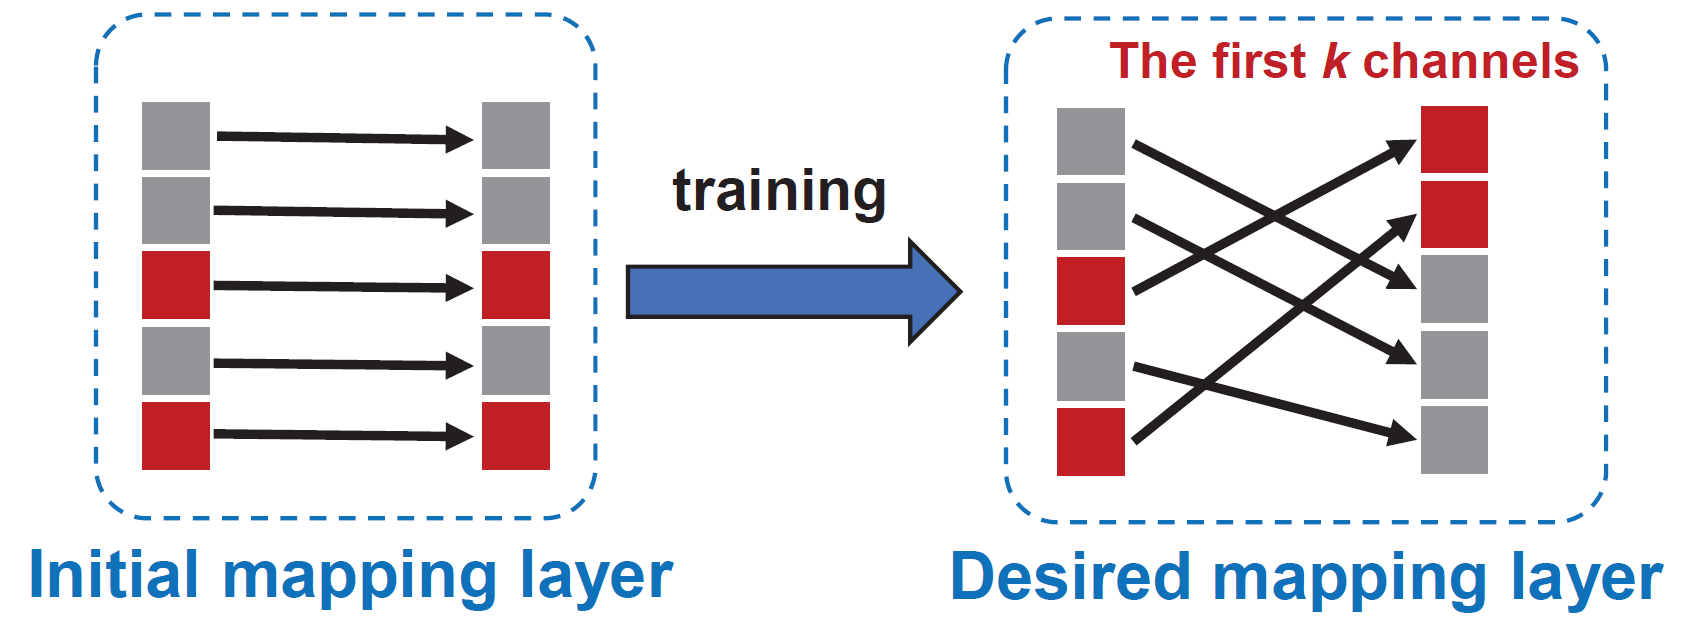 The first k channels
training
Initial mapping layer
Desired mapping layer